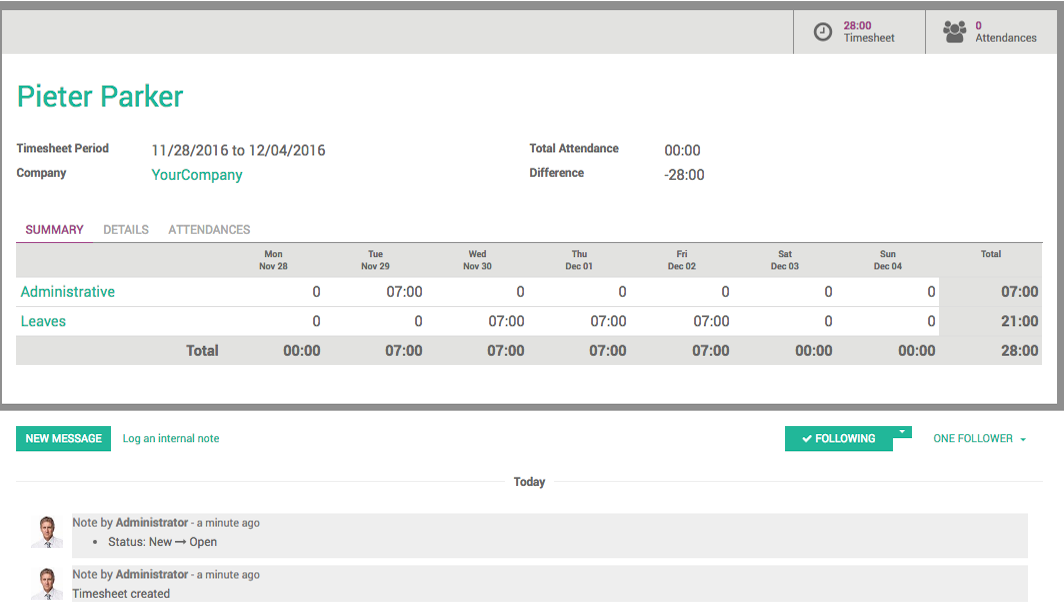 28:00
Timesheet
0
Attendances
Pieter Parker
Timesheet Period 11/28/2016 to 12/04/2016 Total Attendance 00:00
Company YourCompany Difference -28:00
SUMMARY DETAILS ATTENDANCES
Mon Tue Wed Thu Fri Sat Sun Total
Nov 28 Nov 29 Nov 30 Dec 01 Dec 02 Dec 03 Dec 04
Administrative 0 07:00 0 0 0 0 0 07:00
Leaves 0 0 07:00 07:00 07:00 0 0 21:00
Total 00:00 07:00 07:00 07:00 07:00 00:00 00:00 28:00
NEW MESSAGE Log an internal note FOLLOWING ONE FOLLOWER
Today
Note by Administrator - a minute ago
• Status: New → Open
Note by Administrator - a minute ago
Timesheet created